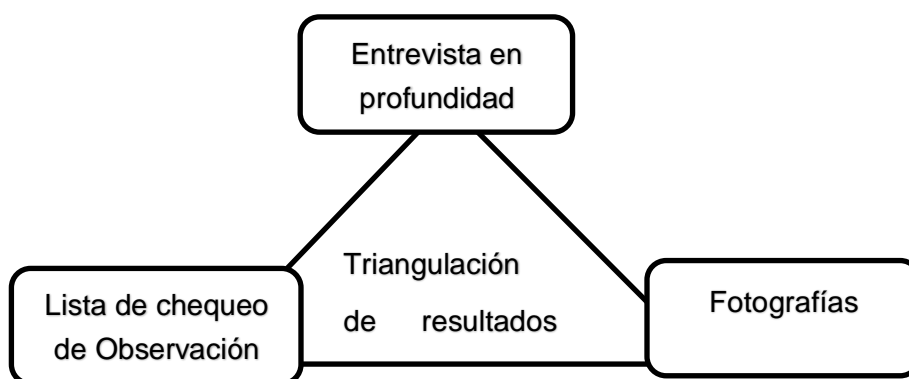 Entrevista en
profundidad
Triangulación
de resultados
Lista de chequeo
de Observación
Fotografías